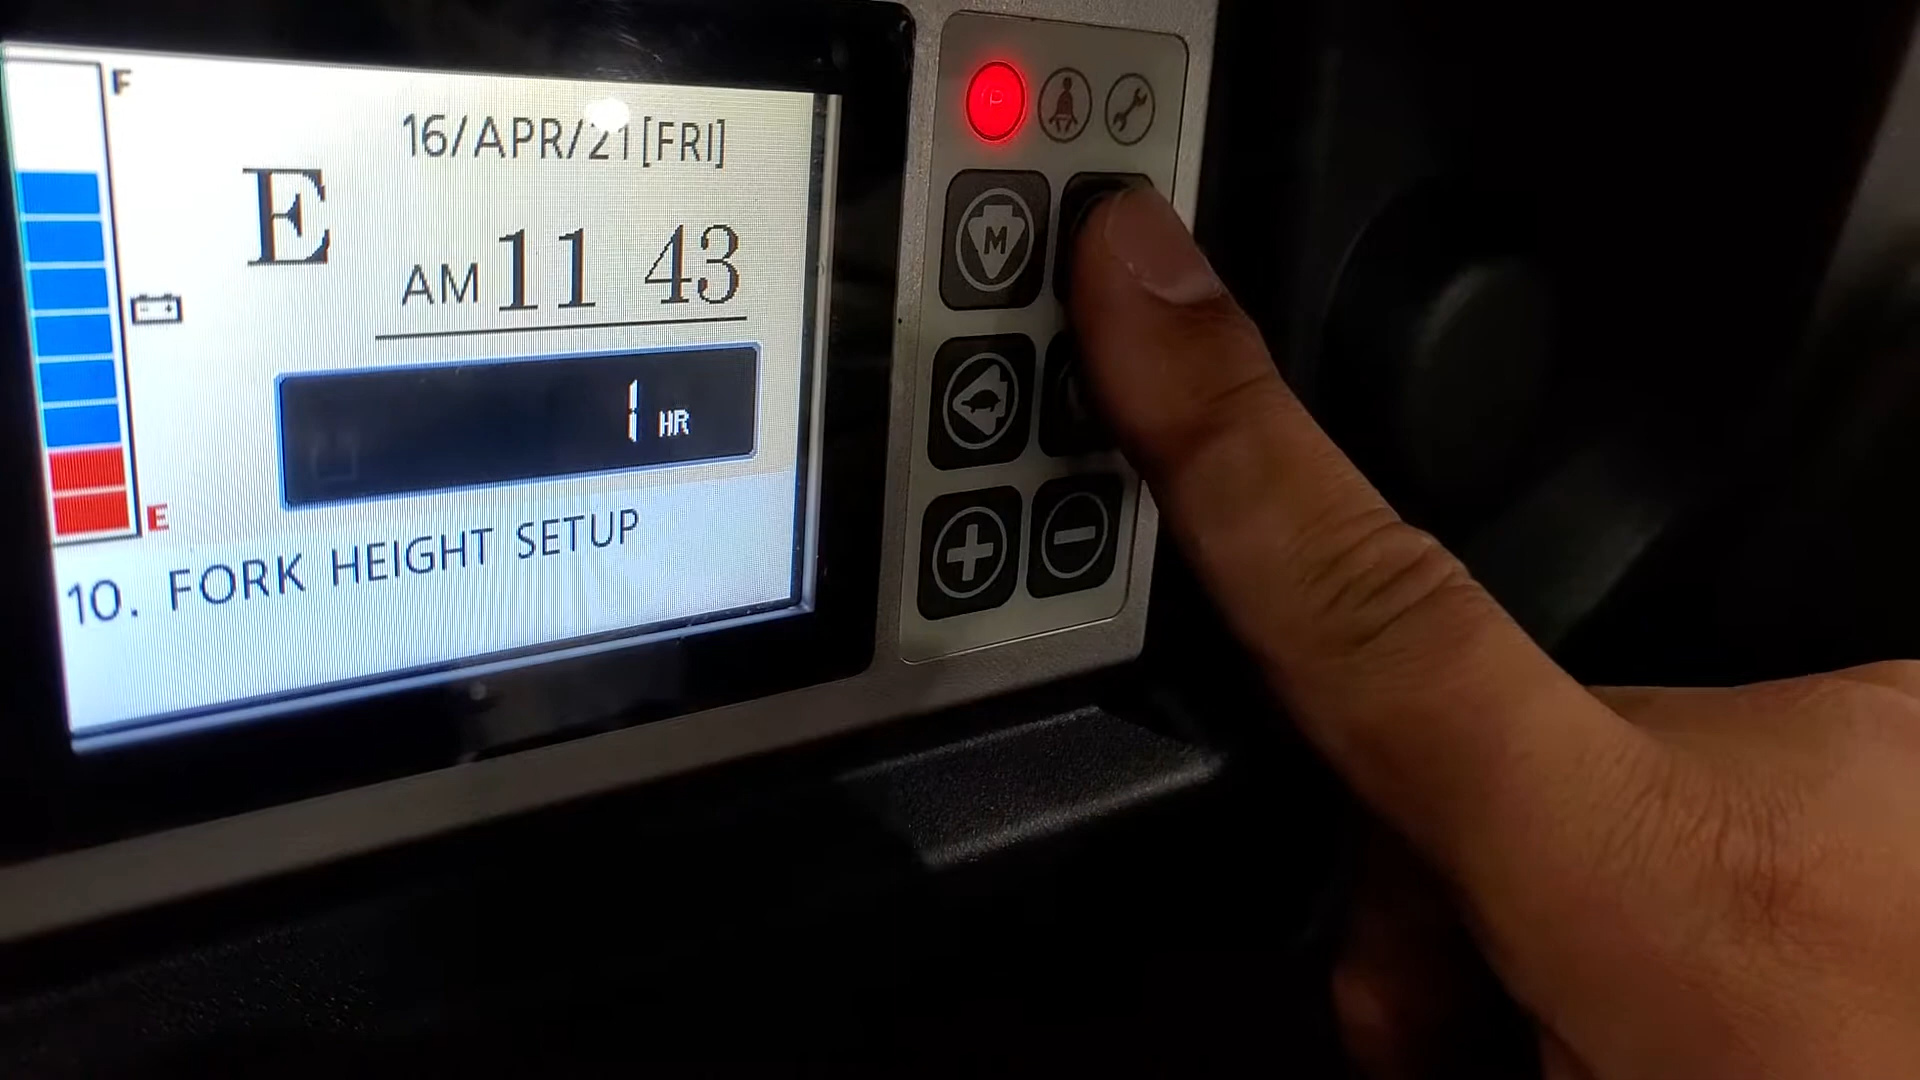 F
16/APR/21[FRI]
E
AM 11 43
1 HR
E
10. FORK HEIGHT SETUP
P
M